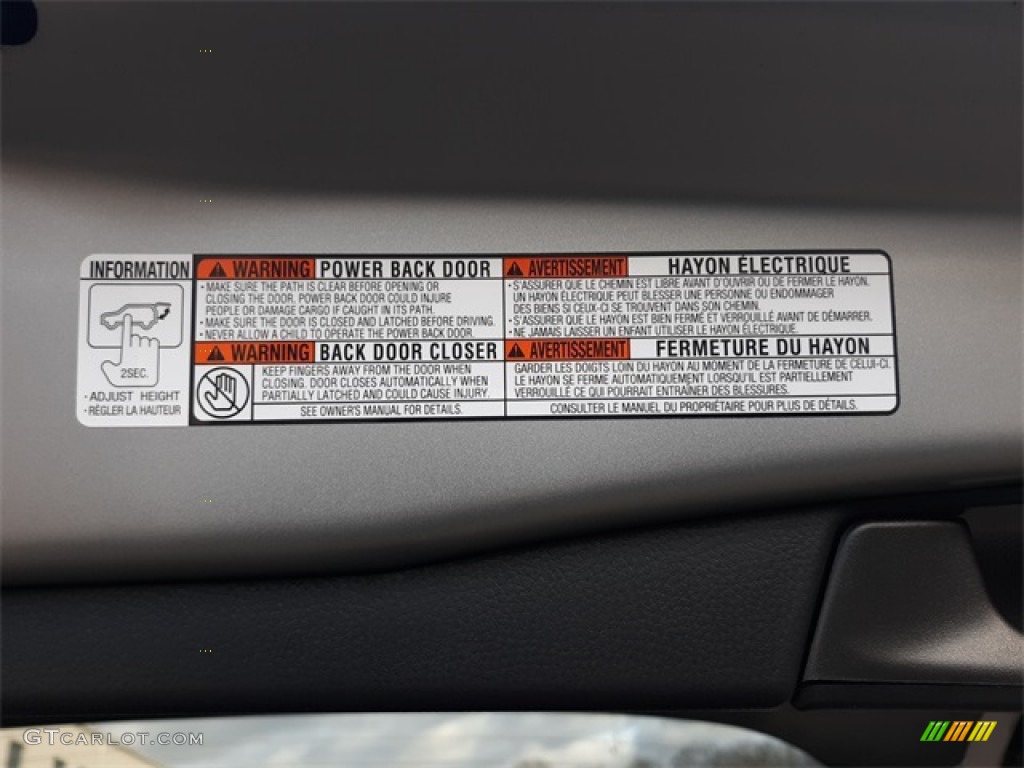 INFORMATION
2SEC.
· ADJUST HEIGHT
· RÉGLER LA HAUTEUR
WARNING POWER BACK DOOR
· MAKE SURE THE PATH IS CLEAR BEFORE OPENING OR
CLOSING THE DOOR. POWER BACK DOOR COULD INJURE
PEOPLE OR DAMAGE CARGO IF CAUGHT IN ITS PATH.
· MAKE SURE THE DOOR IS CLOSED AND LATCHED BEFORE DRIVING.
· NEVER ALLOW A CHILD TO OPERATE THE POWER BACK DOOR.
WARNING BACK DOOR CLOSER
KEEP FINGERS AWAY FROM THE DOOR WHEN
CLOSING. DOOR CLOSES AUTOMATICALLY WHEN
PARTIALLY LATCHED AND COULD CAUSE INJURY.
SEE OWNER'S MANUAL FOR DETAILS.
AVERTISSEMENT HAYON ÉLECTRIQUE
· S'ASSURER QUE LE CHEMIN EST LIBRE AVANT D'OUVRIR OU DE FERMER LE HAYON.
UN HAYON ÉLECTRIQUE PEUT BLESSER UNE PERSONNE OU ENDOMMAGER
DES BIENS SI CEUX-CI SE TROUVENT DANS SON CHEMIN.
· S'ASSURER QUE LE HAYON EST BIEN FERMÉ ET VERROUILLÉ AVANT DE DÉMARRER.
· NE JAMAIS LAISSER UN ENFANT UTILISER LE HAYON ÉLECTRIQUE.
AVERTISSEMENT FERMETURE DU HAYON
GARDER LES DOIGTS LOIN DU HAYON AU MOMENT DE LA FERMETURE DE CELUI-CI.
LE HAYON SE FERME AUTOMATIQUEMENT LORSQU'IL EST PARTIELLEMENT
VERROUILLÉ CE QUI POURRAIT ENTRAÎNER DES BLESSURES.
CONSULTER LE MANUEL DU PROPRIÉTAIRE POUR PLUS DE DÉTAILS.
GTCARLOT.COM